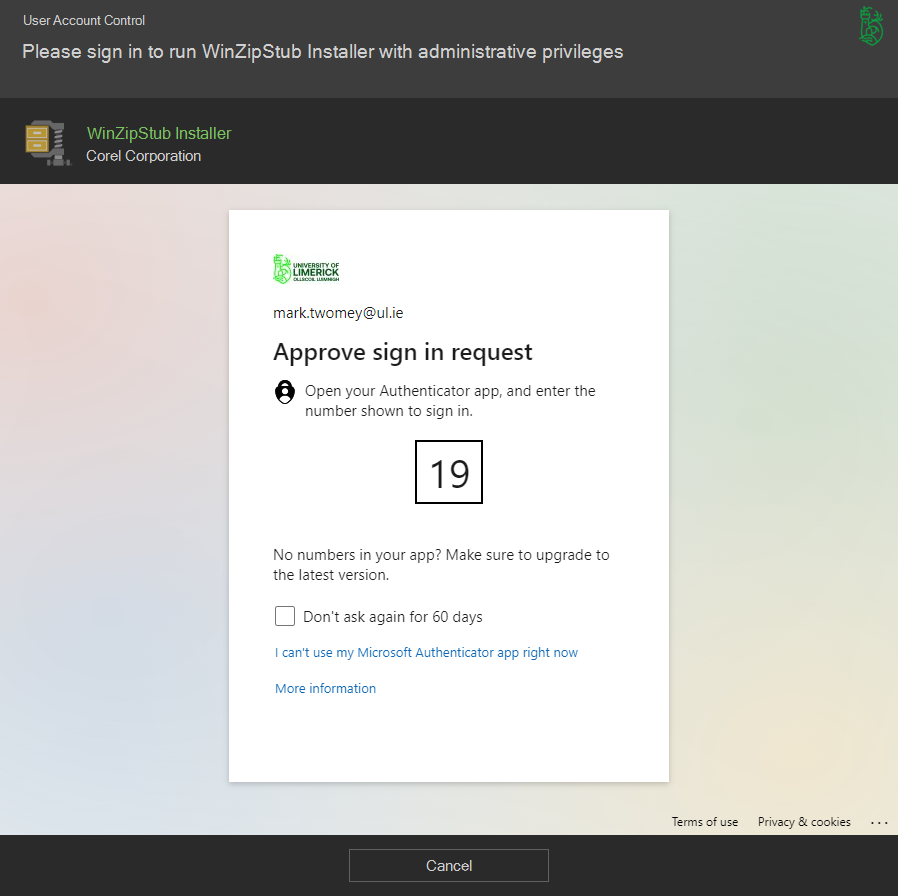 User Account Control
Please sign in to run WinZipStub Installer with administrative privileges
WinZipStub Installer
Corel Corporation
UNIVERSITY OF
LIMERICK
OLLSCOIL LUIMNIGH
mark.twomey@ul.ie
Approve sign in request
Open your Authenticator app, and enter the
number shown to sign in.
19
No numbers in your app? Make sure to upgrade to
the latest version.
Don't ask again for 60 days
I can't use my Microsoft Authenticator app right now
More information
Terms of use Privacy & cookies ...
Cancel